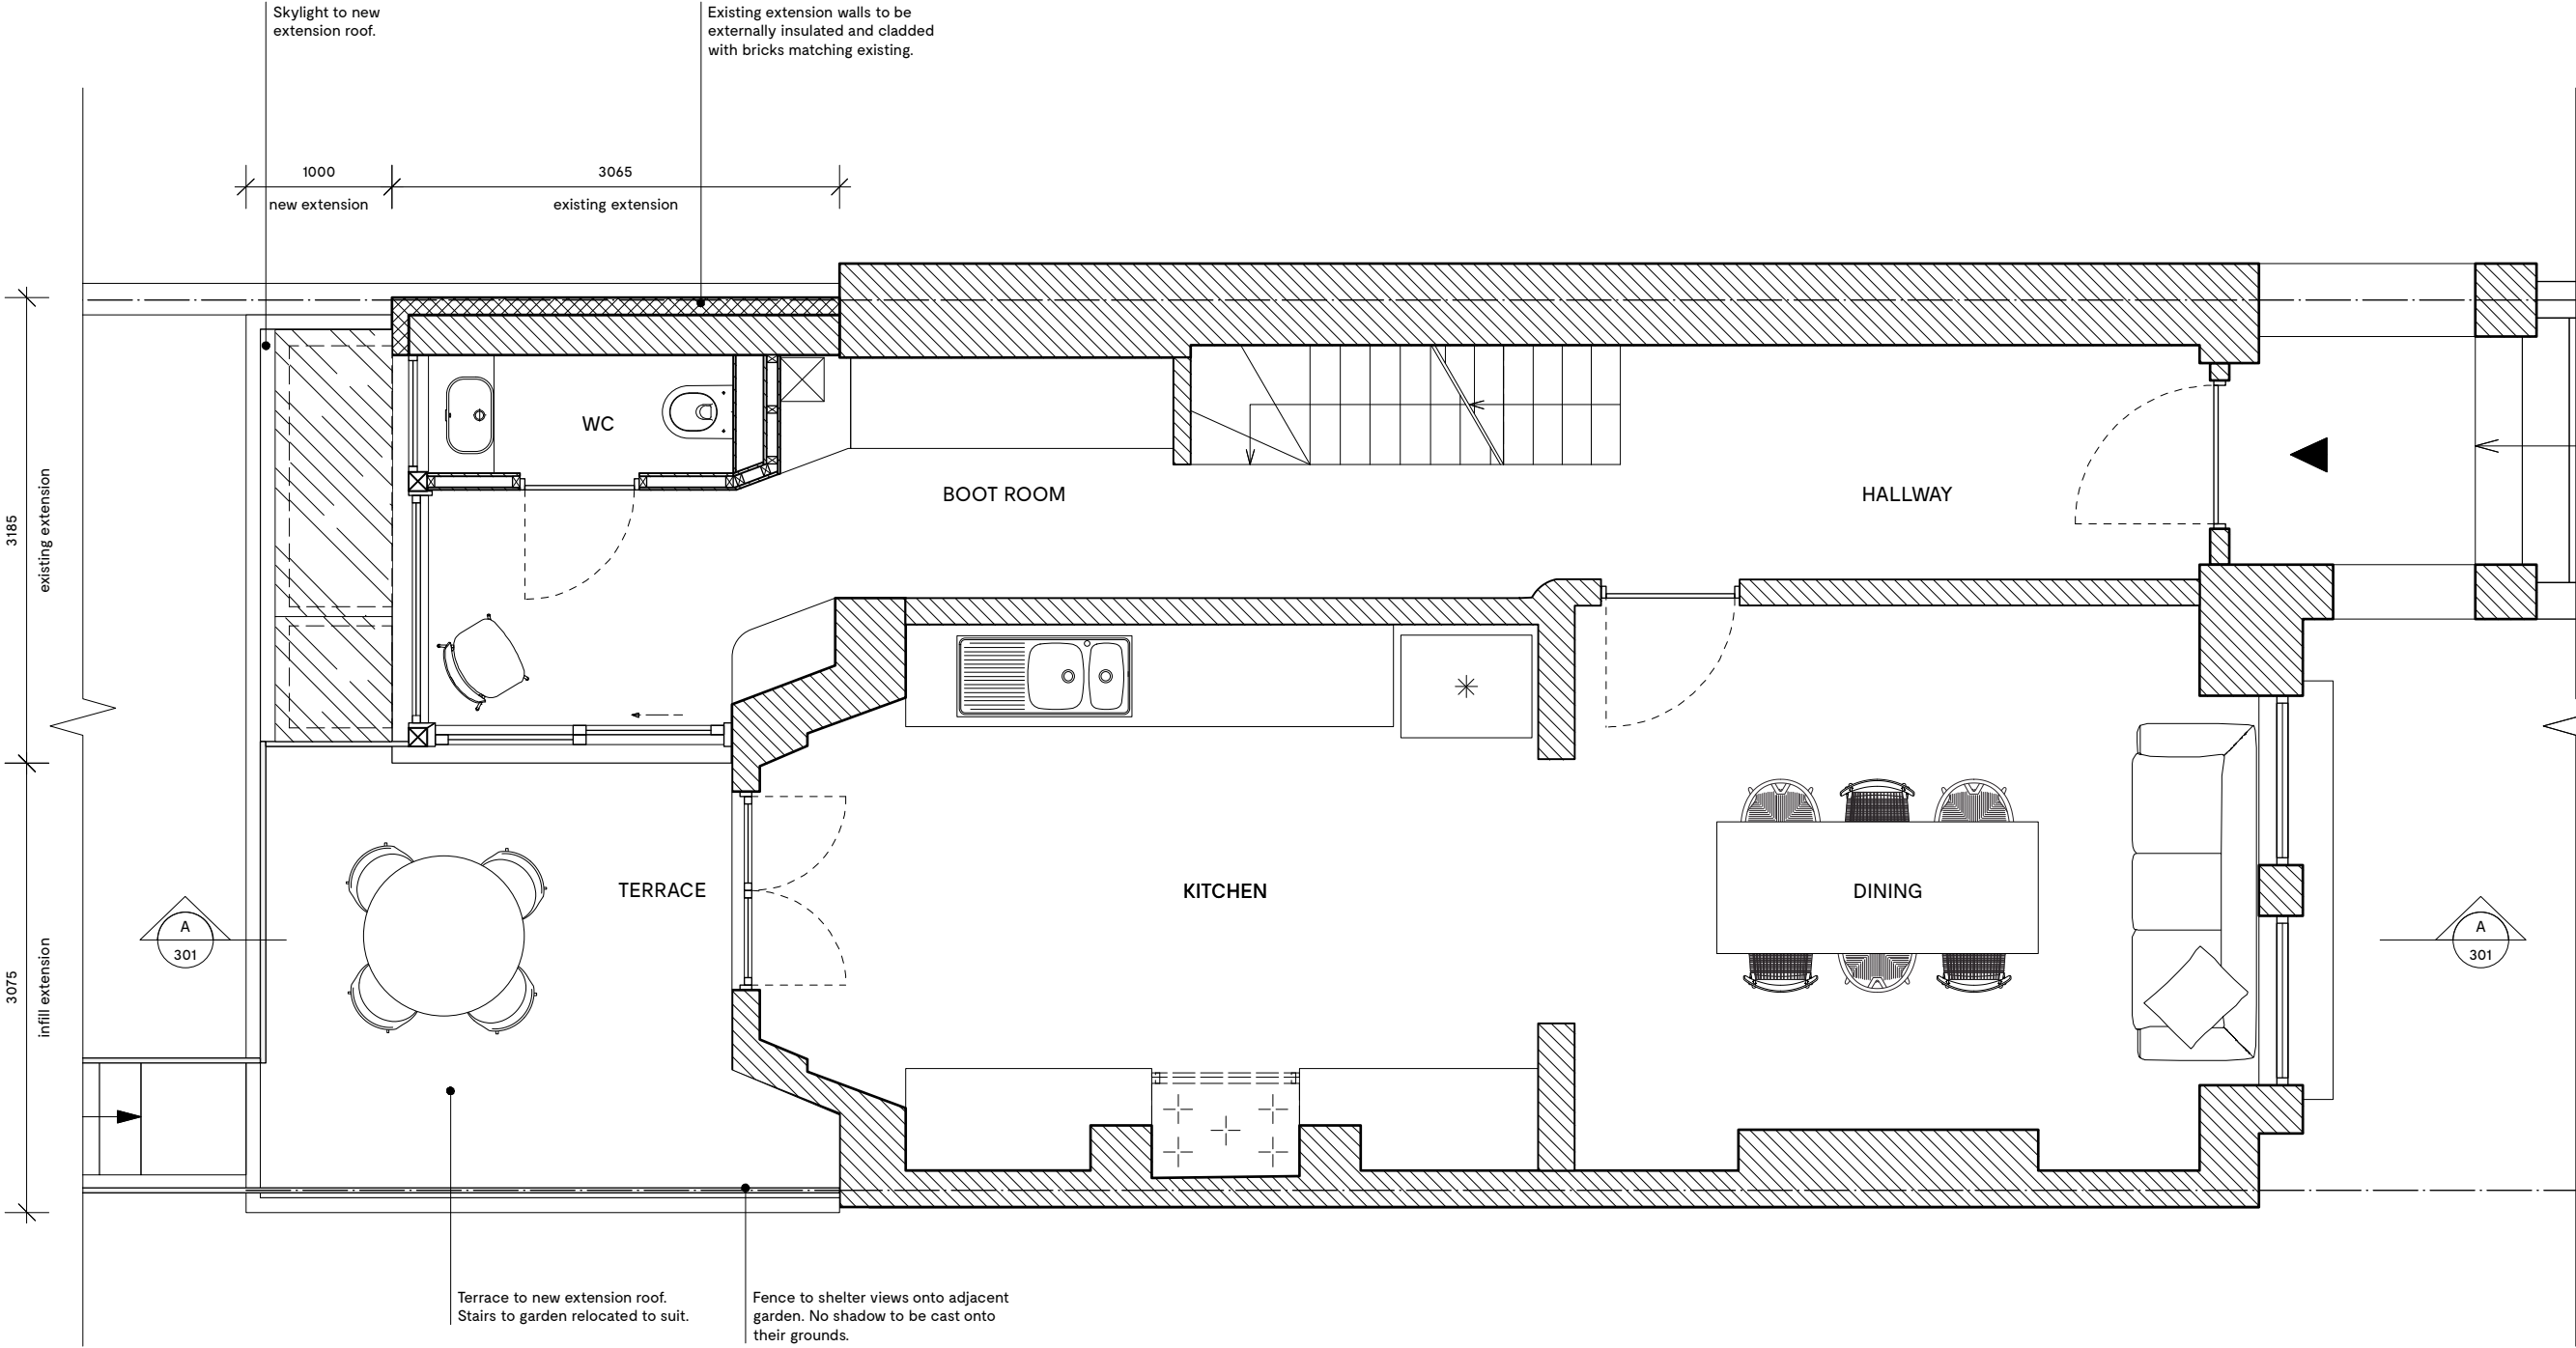 Skylight to new
extension roof.
Existing extension walls to be
externally insulated and cladded
with bricks matching existing.
1000
new extension
3065
existing extension
3185
existing extension
3075
infill extension
WC
BOOT ROOM
HALLWAY
TERRACE
KITCHEN
DINING
A
301
A
301
Terrace to new extension roof.
Stairs to garden relocated to suit.
Fence to shelter views onto adjacent
garden. No shadow to be cast onto
their grounds.